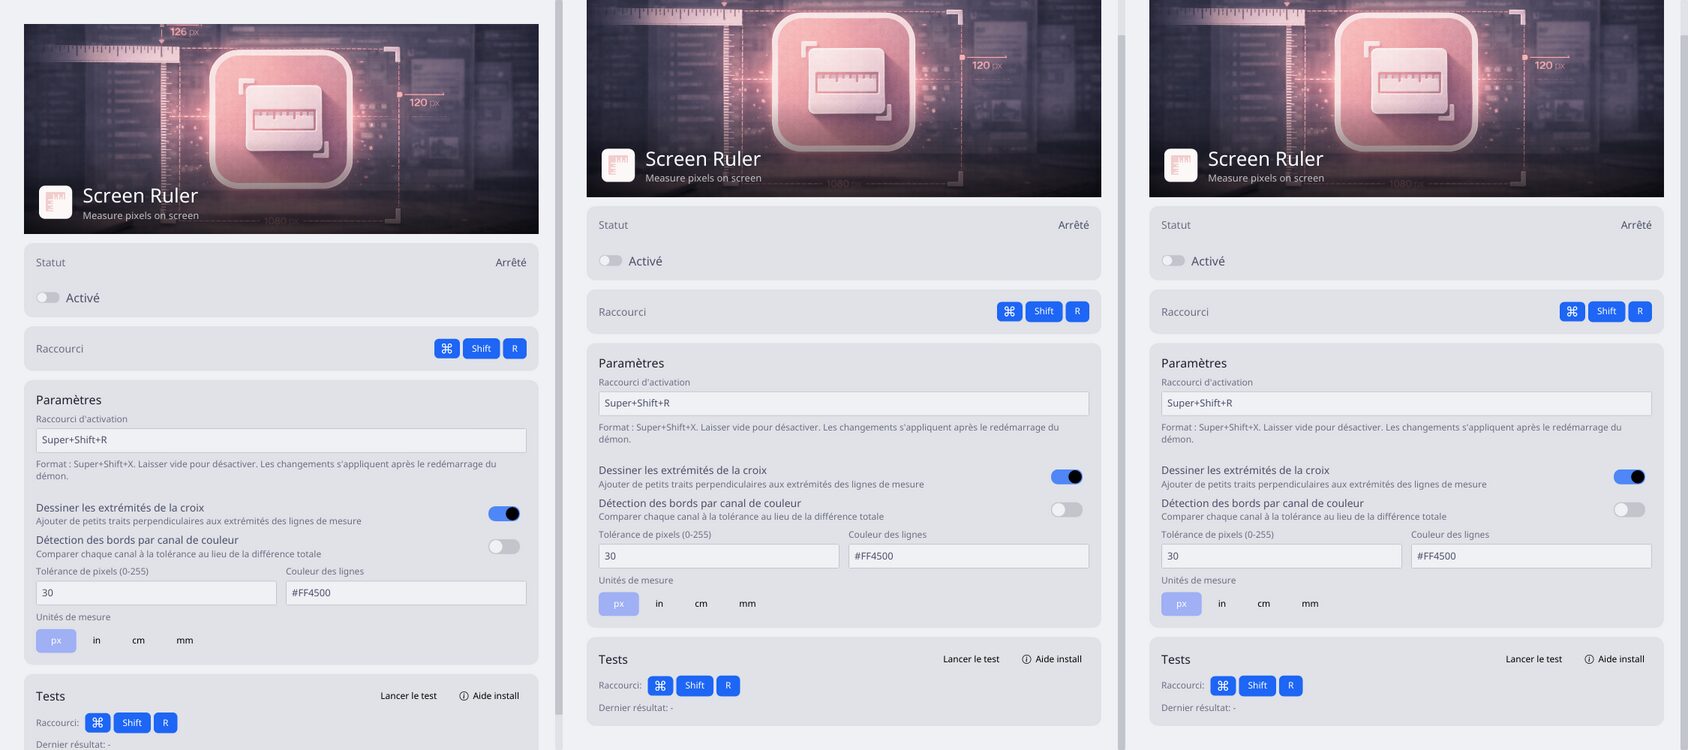 126 px
120 px
Screen Ruler
Measure pixels on screen
1080 px
Statut
Arrêté
Activé
Raccourci
⌘ Shift R
Paramètres
Raccourci d'activation
Super+Shift+R
Format : Super+Shift+X. Laisser vide pour désactiver. Les changements s'appliquent après le redémarrage du
démon.
Dessiner les extrémités de la croix
Ajouter de petits traits perpendiculaires aux extrémités des lignes de mesure
Détection des bords par canal de couleur
Comparer chaque canal à la tolérance au lieu de la différence totale
Tolérance de pixels (0-255)
Couleur des lignes
30
#FF4500
Unités de mesure
px in cm mm
Tests
Lancer le test
Aide install
Raccourci: ⌘ Shift R
Dernier résultat: -
120 px
Screen Ruler
Measure pixels on screen
1080
Statut
Arrêté
Activé
Raccourci
⌘ Shift R
Paramètres
Raccourci d'activation
Super+Shift+R
Format : Super+Shift+X. Laisser vide pour désactiver. Les changements s'appliquent après le redémarrage du
démon.
Dessiner les extrémités de la croix
Ajouter de petits traits perpendiculaires aux extrémités des lignes de mesure
Détection des bords par canal de couleur
Comparer chaque canal à la tolérance au lieu de la différence totale
Tolérance de pixels (0-255)
Couleur des lignes
30
#FF4500
Unités de mesure
px in cm mm
Tests
Lancer le test
Aide install
Raccourci: ⌘ Shift R
Dernier résultat: -
120 px
Screen Ruler
Measure pixels on screen
1080
Statut
Arrêté
Activé
Raccourci
⌘ Shift R
Paramètres
Raccourci d'activation
Super+Shift+R
Format : Super+Shift+X. Laisser vide pour désactiver. Les changements s'appliquent après le redémarrage du
démon.
Dessiner les extrémités de la croix
Ajouter de petits traits perpendiculaires aux extrémités des lignes de mesure
Détection des bords par canal de couleur
Comparer chaque canal à la tolérance au lieu de la différence totale
Tolérance de pixels (0-255)
Couleur des lignes
30
#FF4500
Unités de mesure
px in cm mm
Tests
Lancer le test
Aide install
Raccourci: ⌘ Shift R
Dernier résultat: -